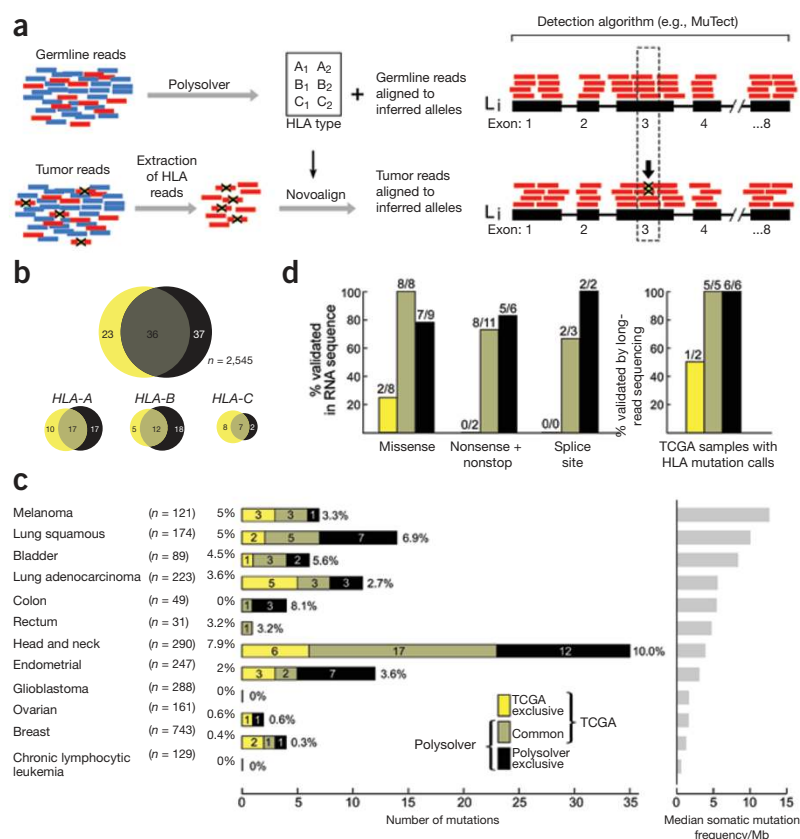 a
Detection algorithm (e.g., MuTect)
Germline reads
Polysolver
A1 A2
B1 B2
C1 C2
HLA type
+
Germline reads
aligned to
inferred alleles
Li
Exon: 1 2 3 4 ...8
Tumor reads
Extraction
of HLA
reads
Novoalign
Tumor reads
aligned to
inferred alleles
Li
Exon: 1 2 3 4 ...8
b
23 36 37
n = 2,545
HLA-A HLA-B HLA-C
10 17 17
5 12 18
8 7 2
d
% validated
in RNA sequence
100
80
60
40
20
2/8 8/8 7/9
0/2 8/11 5/6
0/0 2/3 2/2
Missense
Nonsense +
nonstop
Splice
site
% validated by long-
read sequencing
100
80
60
40
20
1/2 5/5 6/6
TCGA samples with
HLA mutation calls
c
Melanoma (n = 121) 5% 3 3 1 3.3%
Lung squamous (n = 174) 5% 2 5 7 6.9%
Bladder (n = 89) 4.5% 1 3 2 5.6%
Lung adenocarcinoma (n = 223) 3.6% 5 3 3 2.7%
Colon (n = 49) 0% 1 3 8.1%
Rectum (n = 31) 3.2% 1 3.2%
Head and neck (n = 290) 7.9% 6 17 12 10.0%
Endometrial (n = 247) 2% 3 2 7 3.6%
Glioblastoma (n = 288) 0% 0%
Ovarian (n = 161) 0.6% 1 1 0.6%
Breast (n = 743) 0.4% 2 1 1 0.3%
Chronic lymphocytic (n = 129) 0% 0%
leukemia
TCGA
exclusive
Common
Polysolver
exclusive
TCGA
Polysolver
0 5 10 15 20 25 30 35
Number of mutations
0 5 10 15
Median somatic mutation
frequency/Mb